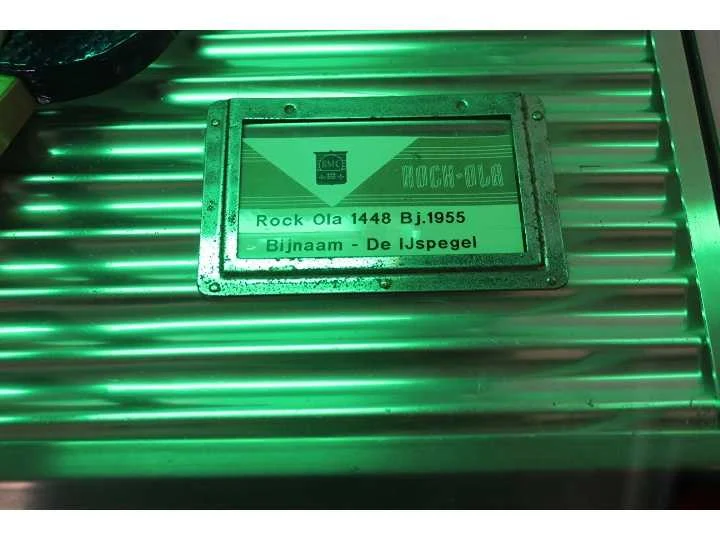 RMC
ROCK-OLA
Rock Ola 1448 Bj.1955
Bijnaam - De IJspegel